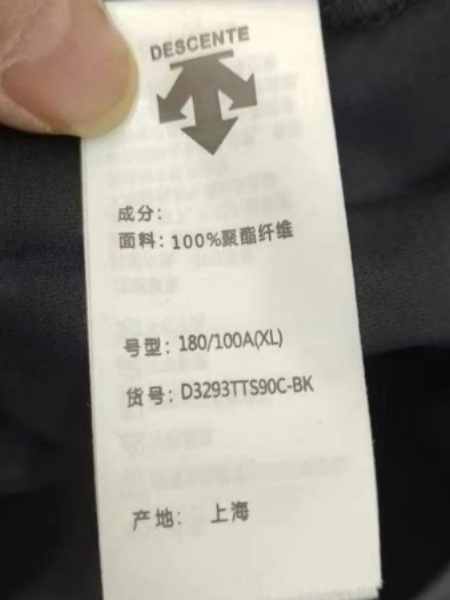 DESCENTE
成分：
面料：100%聚酯纤维
号型：180/100A(XL)
货号：D3293TTS90C-BK
产地： 上海